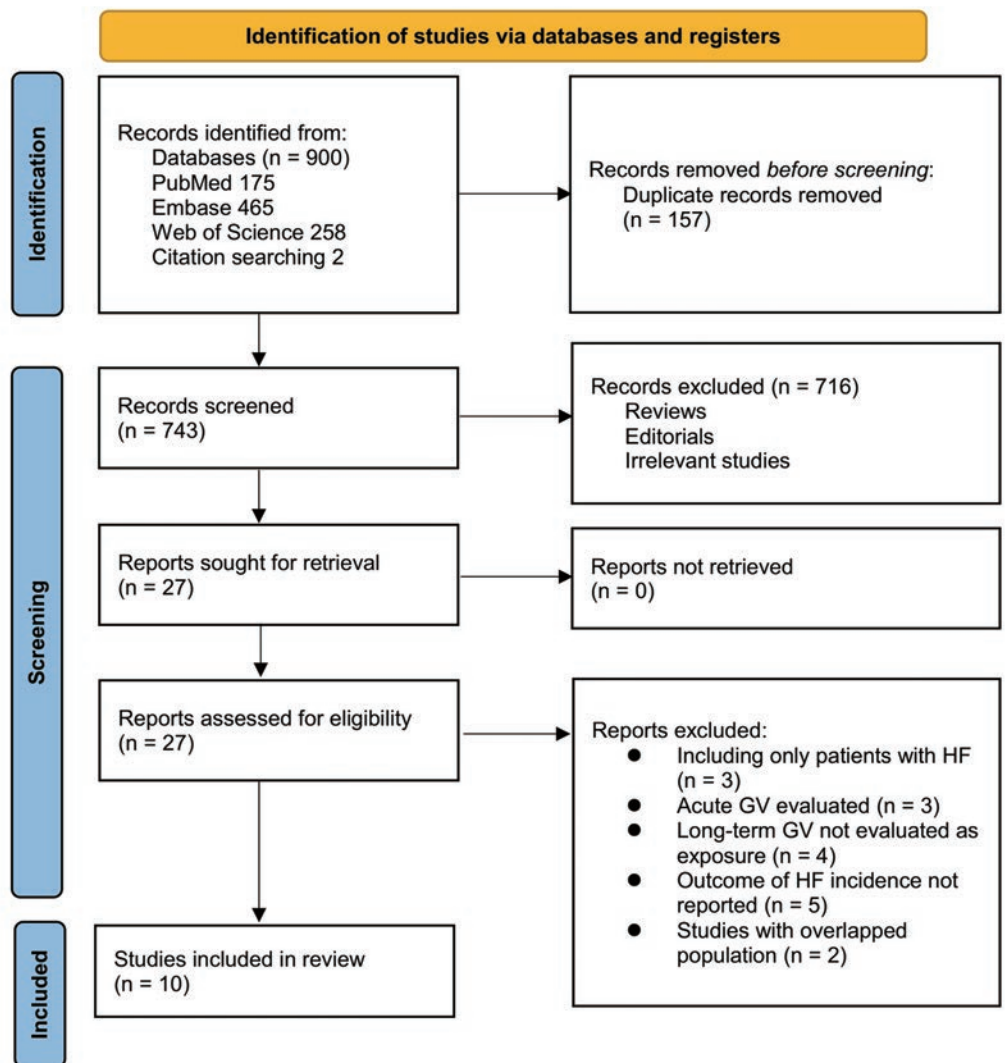 Identification of studies via databases and registers
Identification
Records identified from:
Databases (n = 900)
PubMed 175
Embase 465
Web of Science 258
Citation searching 2
Records removed before screening:
Duplicate records removed
(n = 157)
Screening
Records screened
(n = 743)
Records excluded (n = 716)
Reviews
Editorials
Irrelevant studies
Reports sought for retrieval
(n = 27)
Reports not retrieved
(n = 0)
Reports assessed for eligibility
(n = 27)
Reports excluded:
● Including only patients with HF
(n = 3)
● Acute GV evaluated (n = 3)
● Long-term GV not evaluated as
exposure (n = 4)
● Outcome of HF incidence not
reported (n = 5)
● Studies with overlapped
population (n = 2)
Included
Studies included in review
(n = 10)